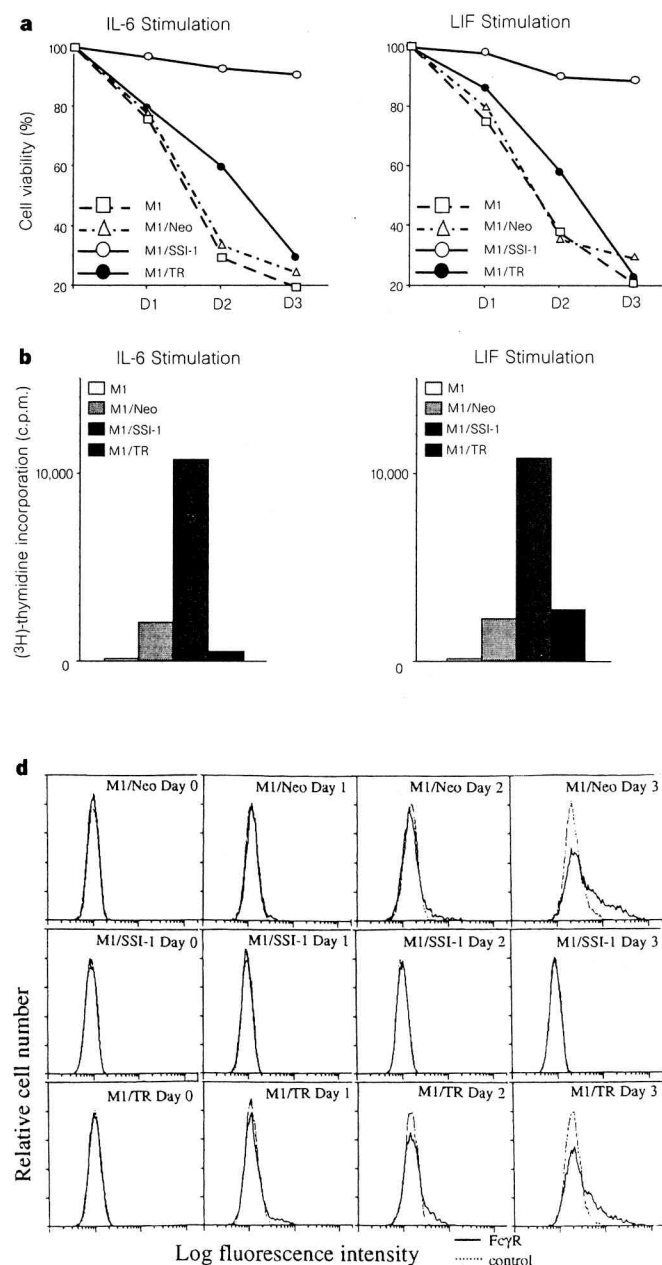 a
IL-6 Stimulation
LIF Stimulation
Cell viability (%)
100
80
60
40
20
M1
M1/Neo
M1/SSI-1
M1/TR
D1
D2
D3
100
80
60
40
20
M1
M1/Neo
M1/SSI-1
M1/TR
D1
D2
D3
b
IL-6 Stimulation
LIF Stimulation
(³H)-thymidine incorporation (c.p.m.)
10,000
0
M1
M1/Neo
M1/SSI-1
M1/TR
10,000
0
M1
M1/Neo
M1/SSI-1
M1/TR
d
Relative cell number
M1/Neo Day 0
M1/Neo Day 1
M1/Neo Day 2
M1/Neo Day 3
M1/SSI-1 Day 0
M1/SSI-1 Day 1
M1/SSI-1 Day 2
M1/SSI-1 Day 3
M1/TR Day 0
M1/TR Day 1
M1/TR Day 2
M1/TR Day 3
Log fluorescence intensity
FcγR
control